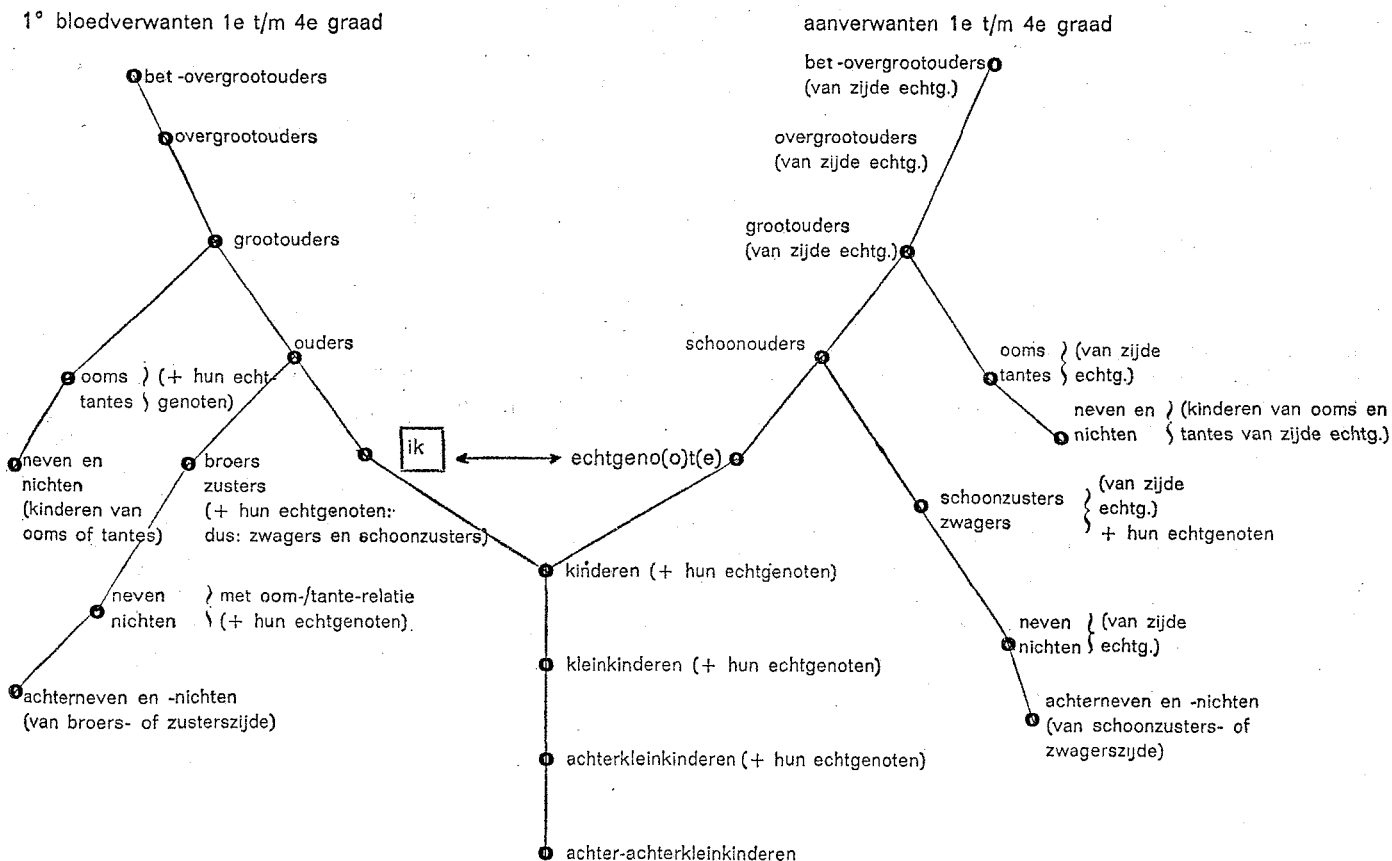 1° bloedverwanten 1e t/m 4e graad
aanverwanten 1e t/m 4e graad
bet-overgrootouders
overgrootouders
grootouders
ouders
ooms } (+ hun echt-
tantes } genoten)
neven en
nichten
(kinderen van
ooms of tantes)
broers
zusters
(+ hun echtgenoten:
dus: zwagers en schoonzusters)
neven } met oom-/tante-relatie
nichten } (+ hun echtgenoten)
achterneven en -nichten
(van broers- of zusterszijde)
ik
echtgeno(o)t(e)
kinderen (+ hun echtgenoten)
kleinkinderen (+ hun echtgenoten)
achterkleinkinderen (+ hun echtgenoten)
achter-achterkleinkinderen
bet-overgrootouders
(van zijde echtg.)
overgrootouders
(van zijde echtg.)
grootouders
(van zijde echtg.)
schoonouders
ooms } (van zijde
tantes } echtg.)
neven en } (kinderen van ooms en
nichten } tantes van zijde echtg.)
schoonzusters } (van zijde
zwagers } echtg.)
+ hun echtgenoten
neven } (van zijde
nichten } echtg.)
achterneven en -nichten
(van schoonzusters- of
zwagerszijde)